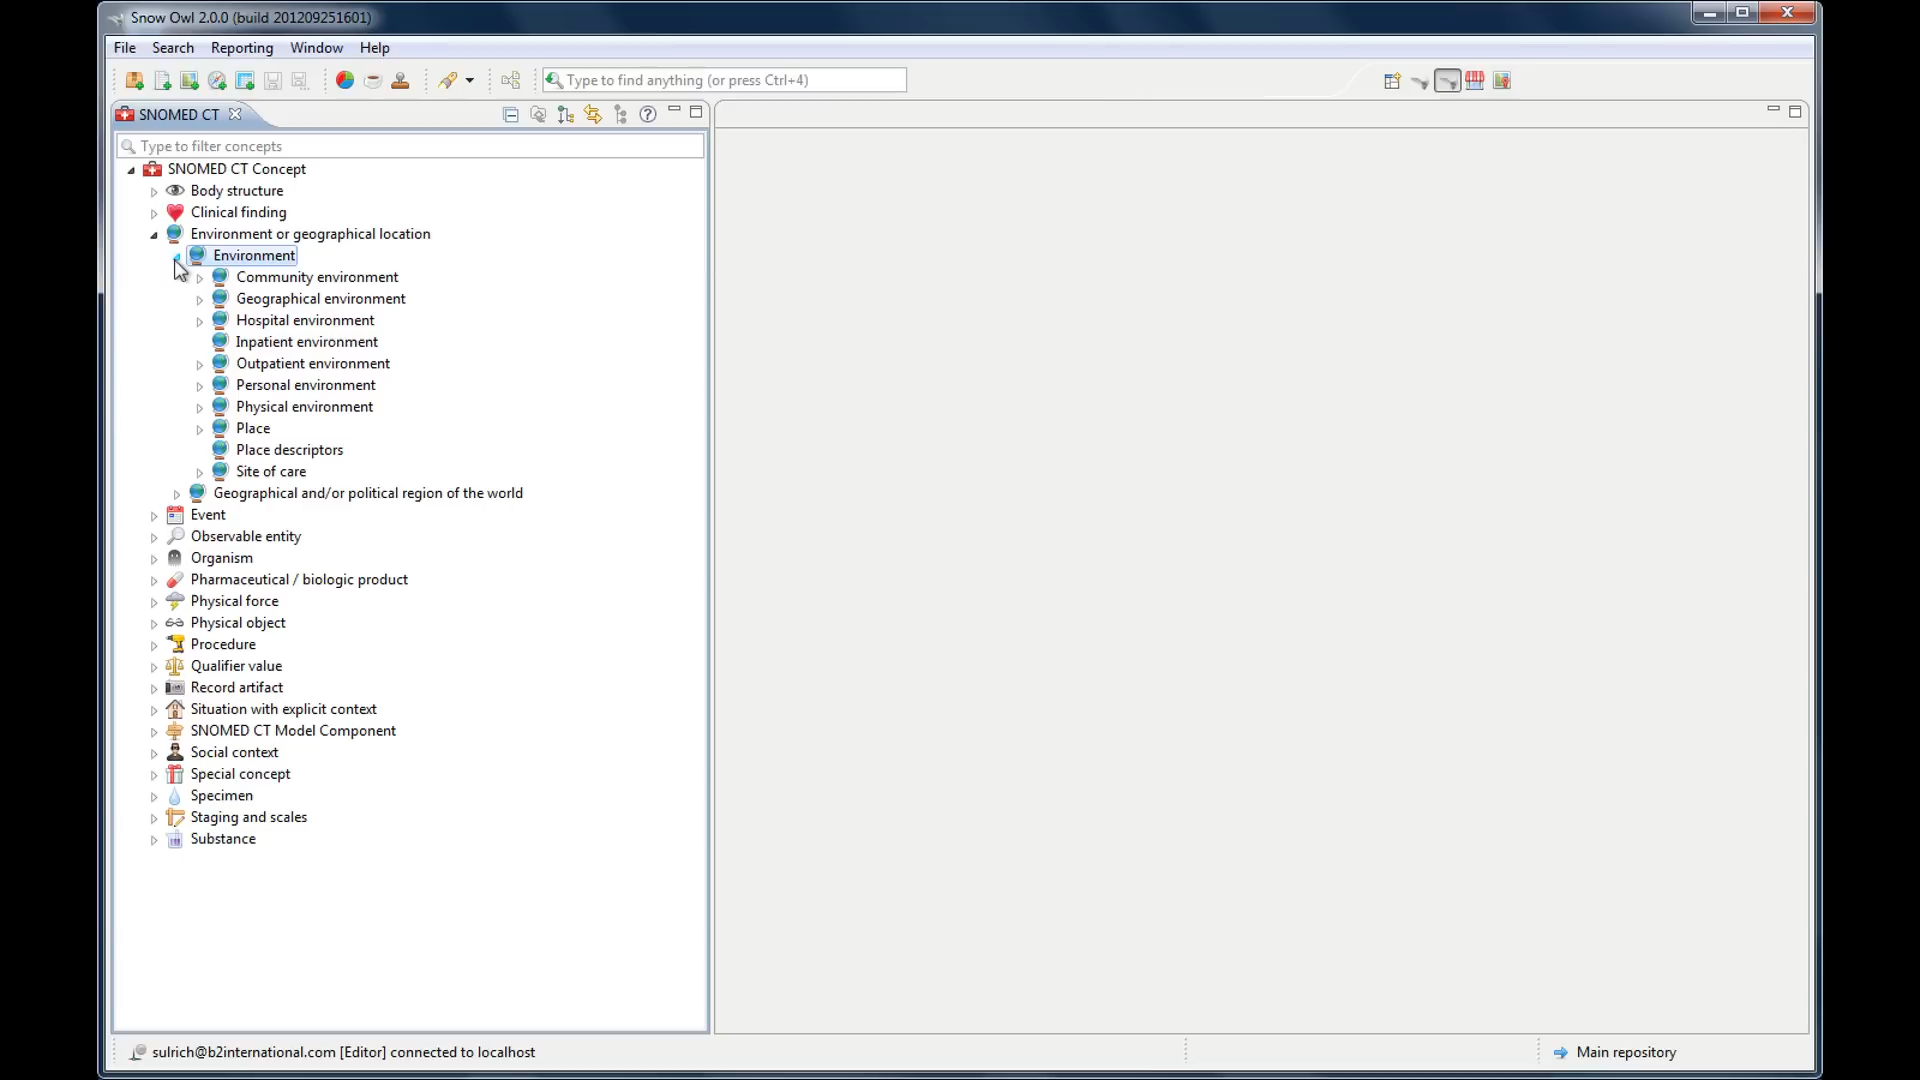 Snow Owl 2.0.0 (build 201209251601)
File Search Reporting Window Help
Type to find anything (or press Ctrl+4)
SNOMED CT
Type to filter concepts
SNOMED CT Concept
Body structure
Clinical finding
Environment or geographical location
Environment
Community environment
Geographical environment
Hospital environment
Inpatient environment
Outpatient environment
Personal environment
Physical environment
Place
Place descriptors
Site of care
Geographical and/or political region of the world
Event
Observable entity
Organism
Pharmaceutical / biologic product
Physical force
Physical object
Procedure
Qualifier value
Record artifact
Situation with explicit context
SNOMED CT Model Component
Social context
Special concept
Specimen
Staging and scales
Substance
sulrich@b2international.com [Editor] connected to localhost
Main repository